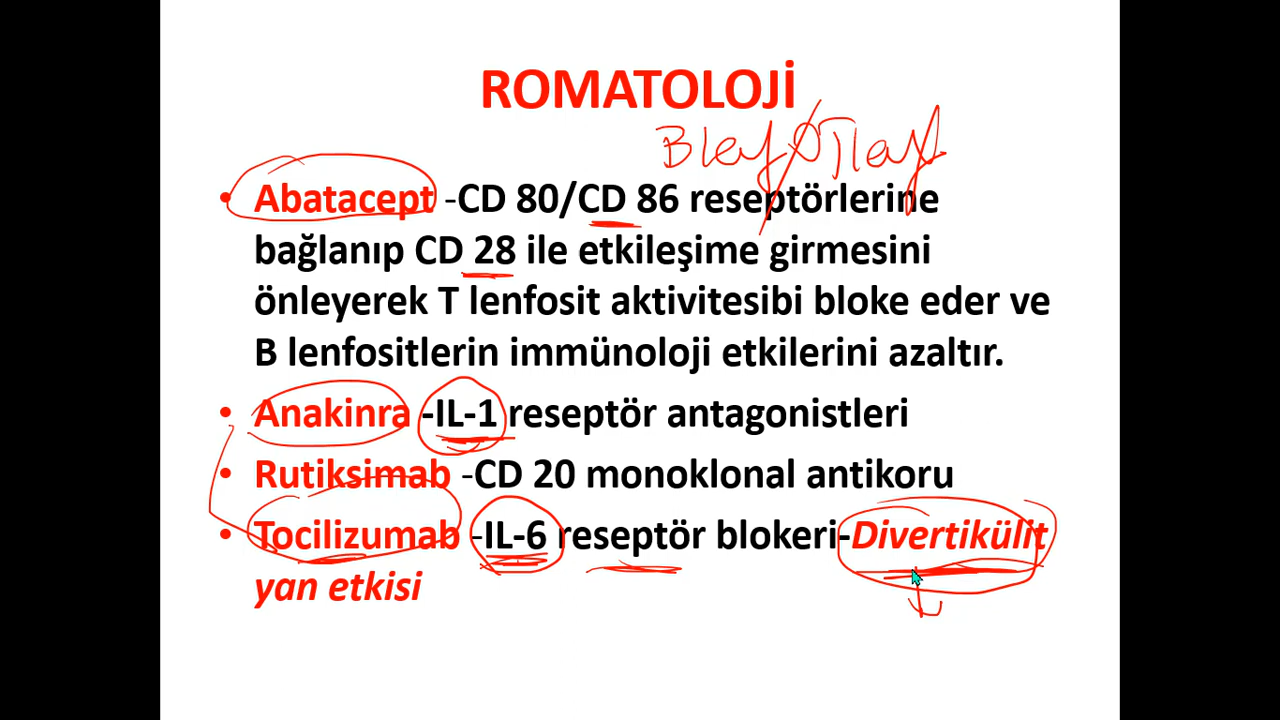 ROMATOLOJİ
• Abatacept -CD 80/CD 86 reseptörlerine
bağlanıp CD 28 ile etkileşime girmesini
önleyerek T lenfosit aktivitesibi bloke eder ve
B lenfositlerin immünoloji etkilerini azaltır.
• Anakinra -IL-1 reseptör antagonistleri
• Rutiksimab -CD 20 monoklonal antikoru
• Tocilizumab -IL-6 reseptör blokeri-Divertikülit
yan etkisi